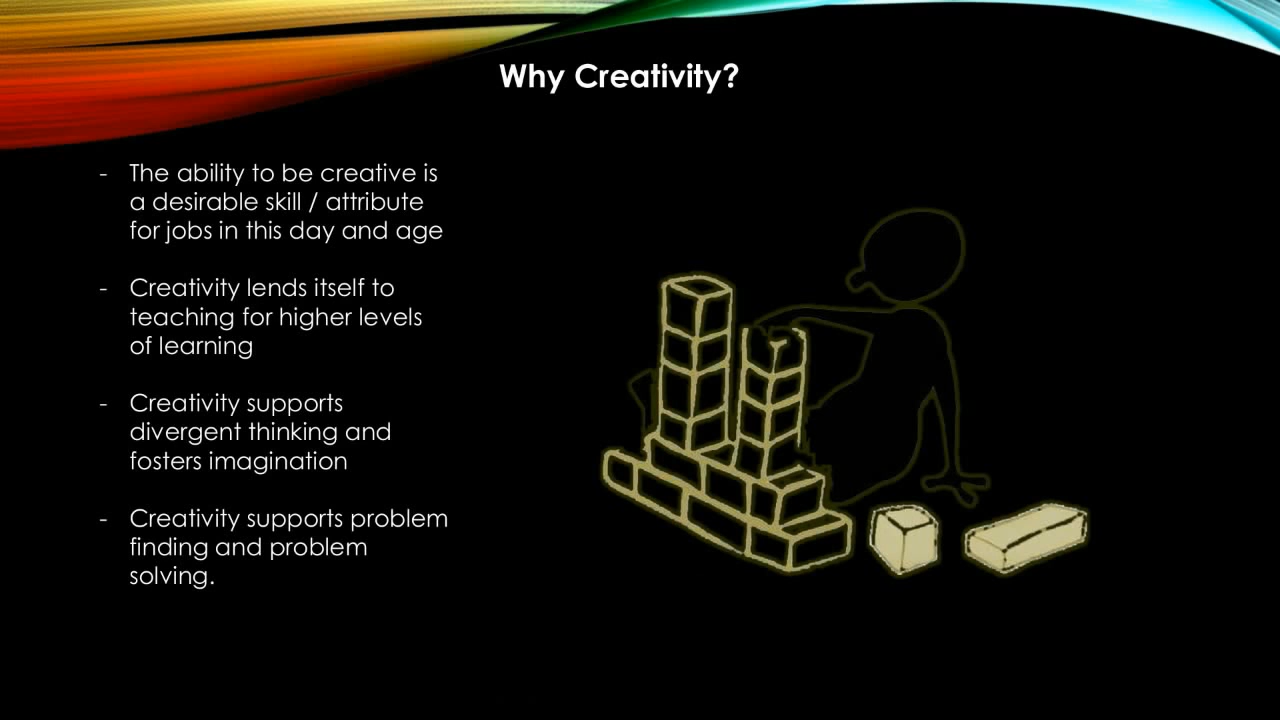 Why Creativity?
- The ability to be creative is
a desirable skill / attribute
for jobs in this day and age
- Creativity lends itself to
teaching for higher levels
of learning
- Creativity supports
divergent thinking and
fosters imagination
- Creativity supports problem
finding and problem
solving.